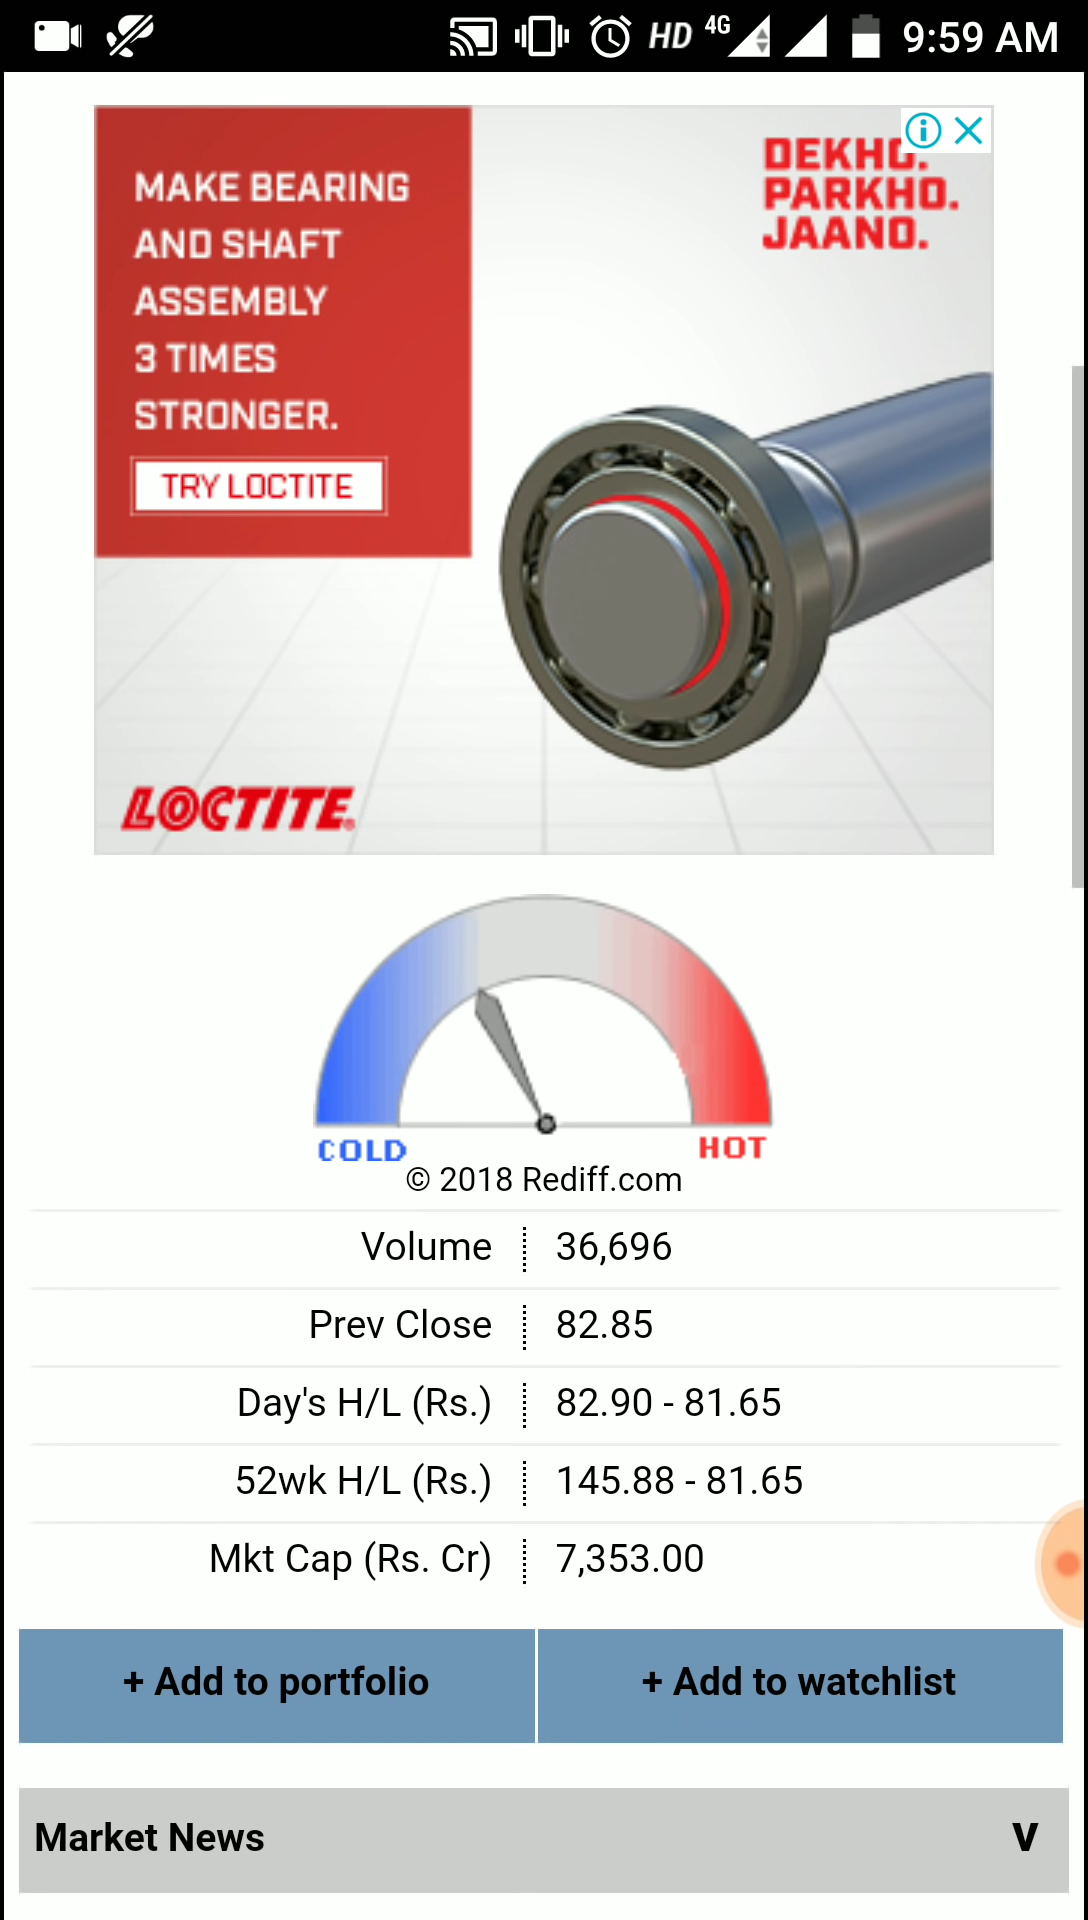 HD 4G 9:59 AM
MAKE BEARING
AND SHAFT
ASSEMBLY
3 TIMES
STRONGER.
TRY LOCTITE
DEKHO.
PARKHO.
JAANO.
LOCTITE®
COLD HOT
© 2018 Rediff.com
Volume 36,696
Prev Close 82.85
Day's H/L (Rs.) 82.90 - 81.65
52wk H/L (Rs.) 145.88 - 81.65
Mkt Cap (Rs. Cr) 7,353.00
+ Add to portfolio + Add to watchlist
Market News v